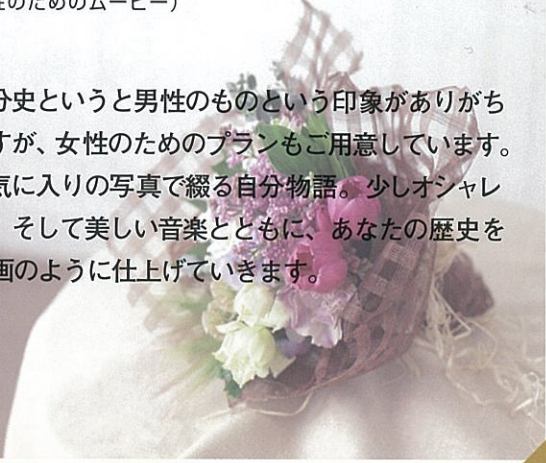 性のためのムービー）
分史というと男性のものという印象がありがち
すが、女性のためのプランもご用意しています。
気に入りの写真で綴る自分物語。少しオシャレ
、そして美しい音楽とともに、あなたの歴史を
画のように仕上げていきます。